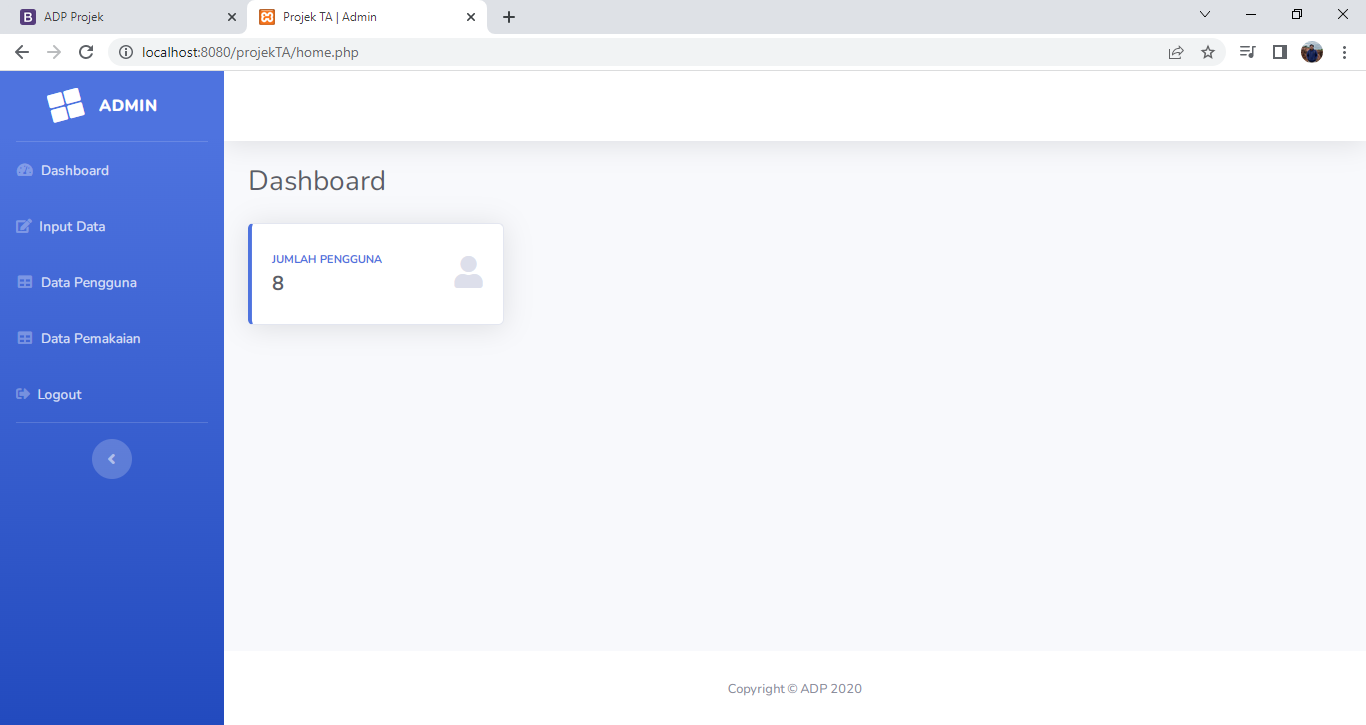 ADP Projek
Projek TA | Admin
localhost:8080/projekTA/home.php
ADMIN
Dashboard
Input Data
Data Pengguna
Data Pemakaian
Logout
Dashboard
JUMLAH PENGGUNA
8
Copyright © ADP 2020